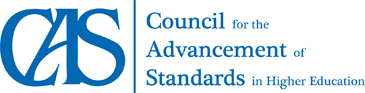 CAS
Council for the
Advancement of
Standards in Higher Education